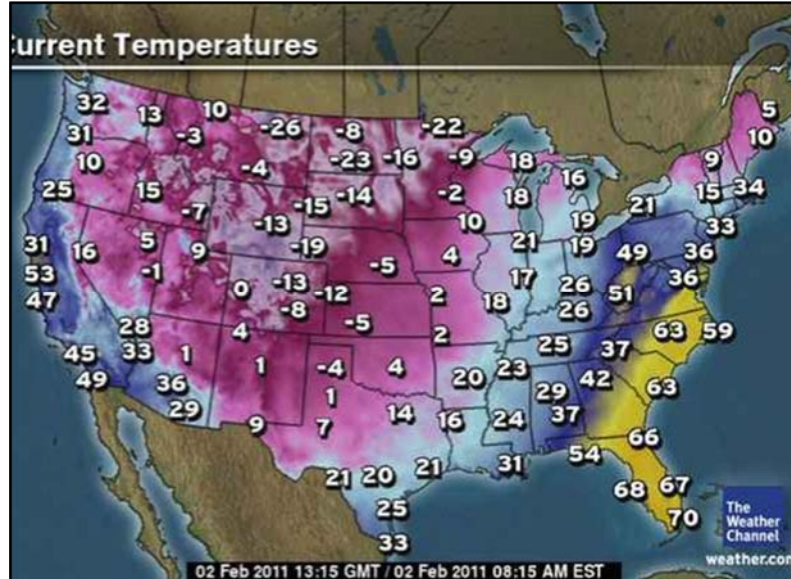 urrent Temperatures
32 13 10 -26 -8 -22 5
31 -3 10
10 -4 -23 -16 -9 18 16 9
25 15 -7 -15 -14 -2 18 15 34
-13 10 19 21 33
31 16 5 9 -19 -5 4 21 19 49 36
53 -1 0 -13 -12 2 17 26 51 36
47 -8 18 26
28 4 -5 2 25 37 63 59
45 33 1 1 -4 4 20 23 42
49 36 1 29 63
29 9 7 14 16 24 37
66
21 20 21 31 54
25 68 67
33 70
The
Weather
Channel
weather.com
02 Feb 2011 13:15 GMT / 02 Feb 2011 08:15 AM EST